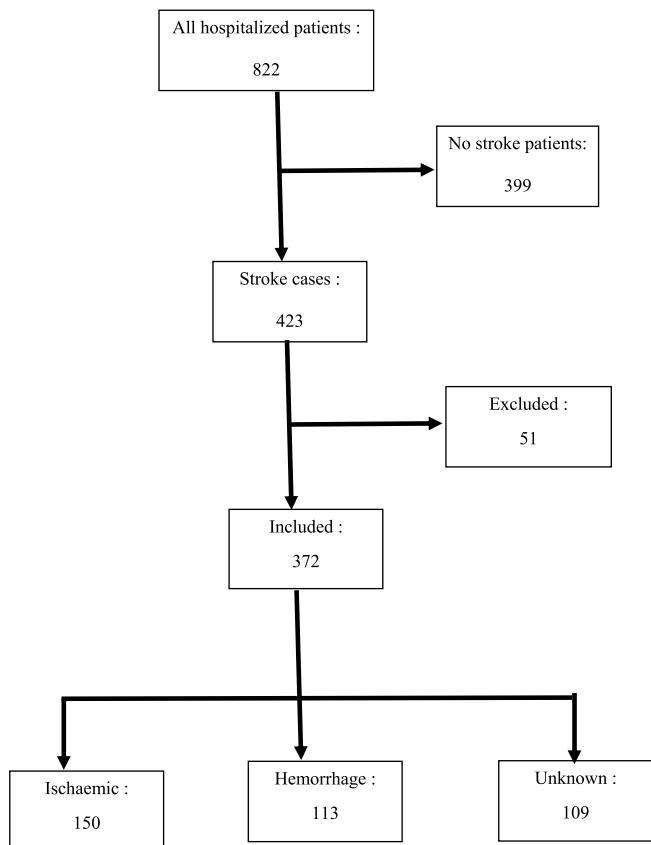 All hospitalized patients :
822
No stroke patients:
399
Stroke cases :
423
Excluded :
51
Included :
372
Ischaemic :
150
Hemorrhage :
113
Unknown :
109